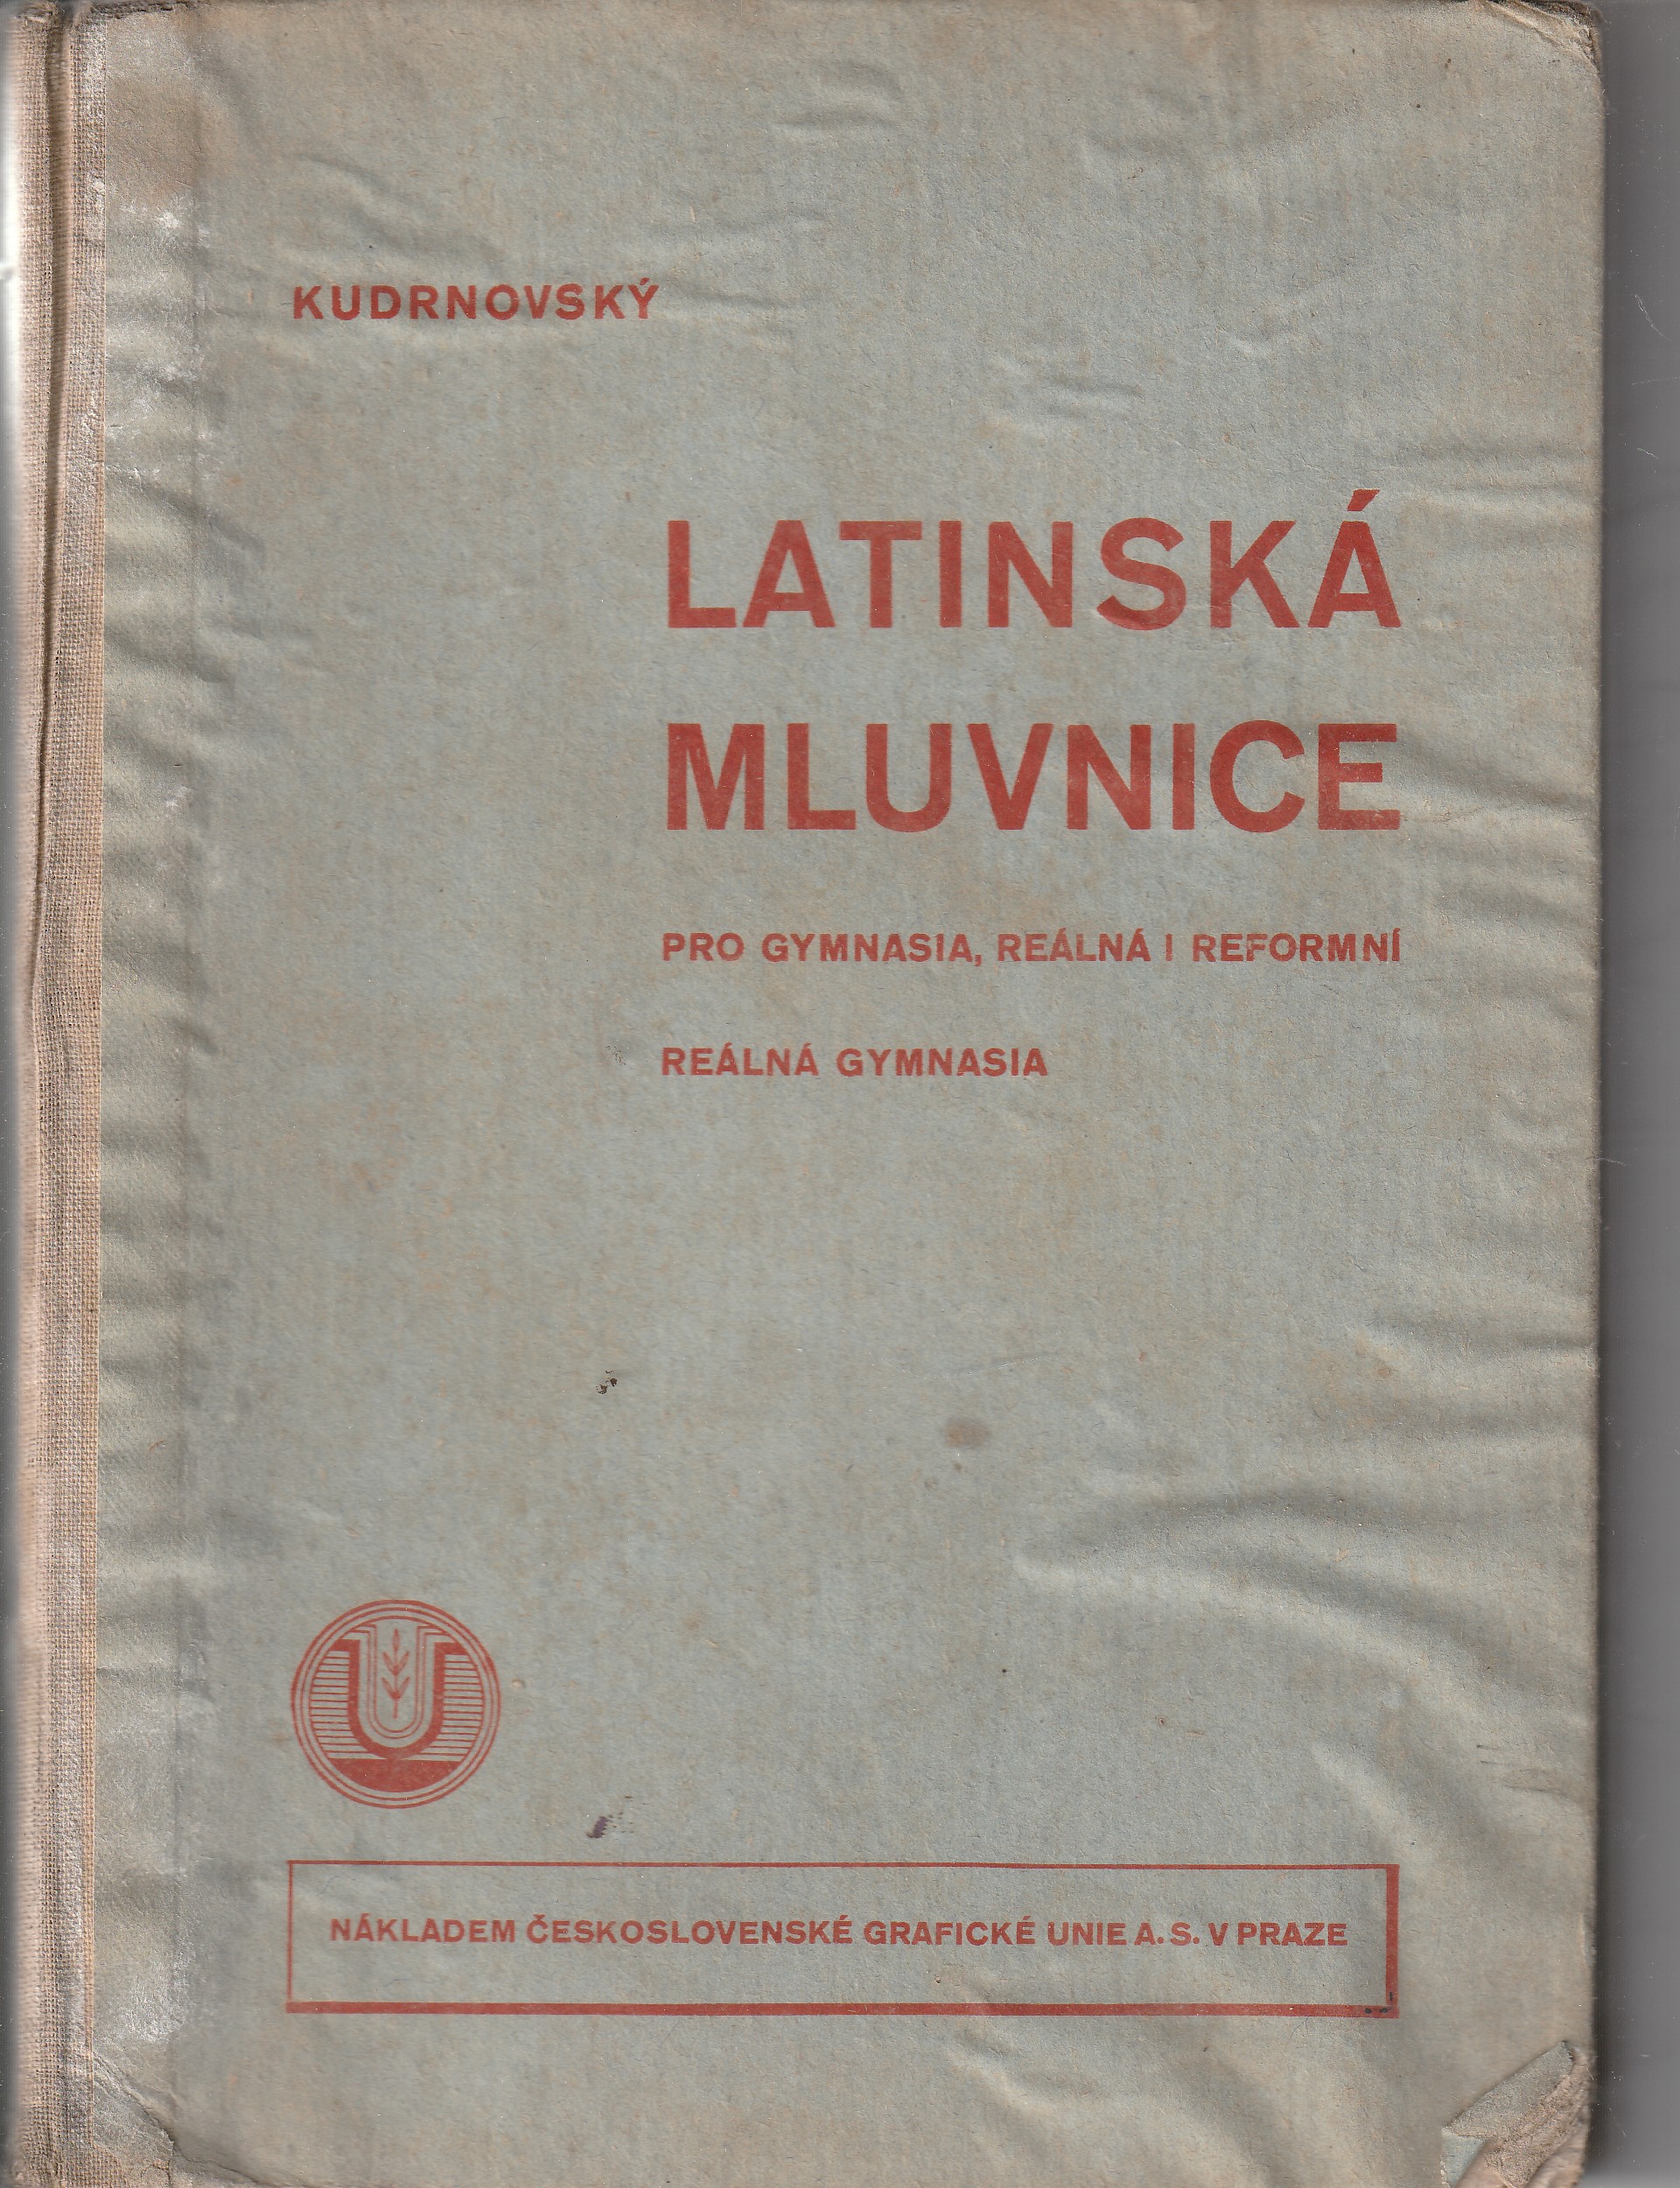 KUDRNOVSKÝ
LATINSKÁ
MLUVNICE
PRO GYMNASIA, REÁLNÁ I REFORMNÍ
REÁLNÁ GYMNASIA
U
NÁKLADEM ČESKOSLOVENSKÉ GRAFICKÉ UNIE A. S. V PRAZE